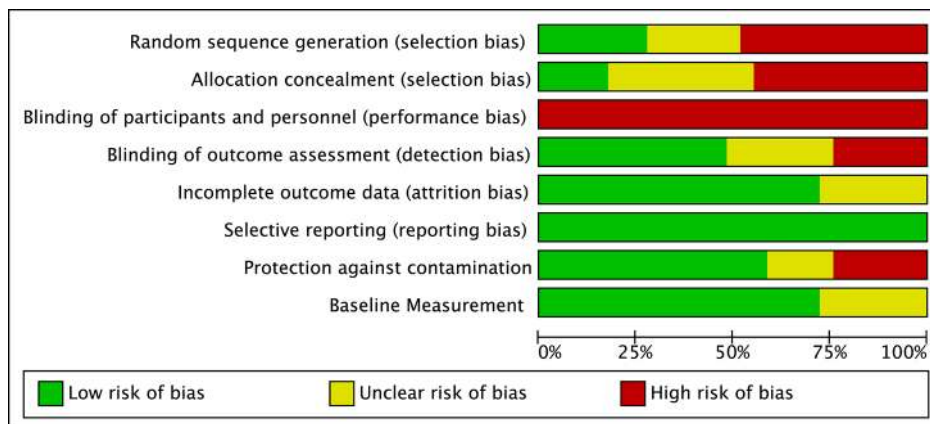 Random sequence generation (selection bias)
Allocation concealment (selection bias)
Blinding of participants and personnel (performance bias)
Blinding of outcome assessment (detection bias)
Incomplete outcome data (attrition bias)
Selective reporting (reporting bias)
Protection against contamination
Baseline Measurement
0% 25% 50% 75% 100%
Low risk of bias Unclear risk of bias High risk of bias